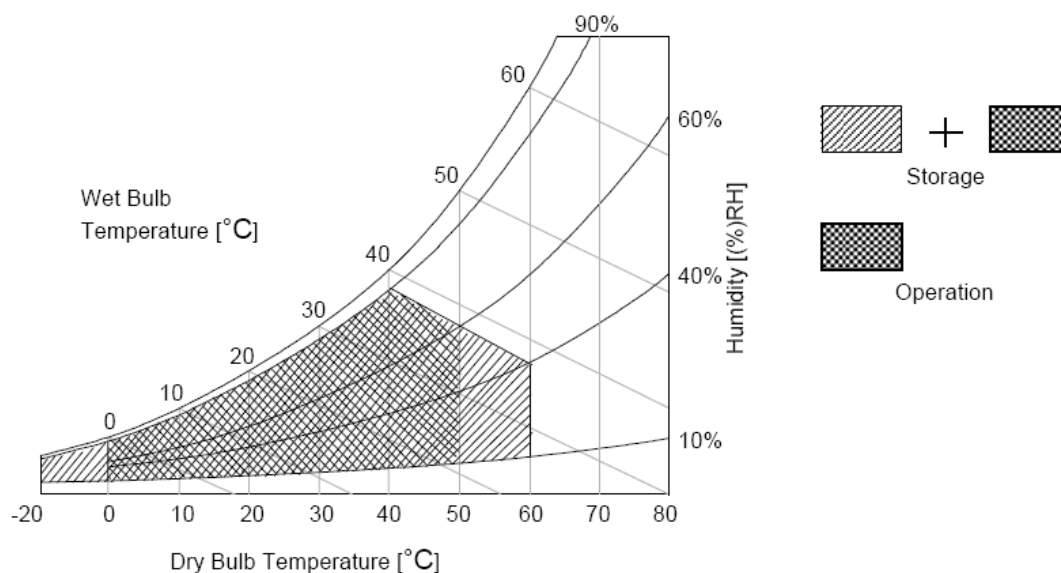 90%
60
60%
50
Wet Bulb
Temperature [°C]
40
30
20
10
0
Humidity [(%)RH]
40%
10%
-20 0 10 20 30 40 50 60 70 80
Dry Bulb Temperature [°C]
+
Storage
Operation